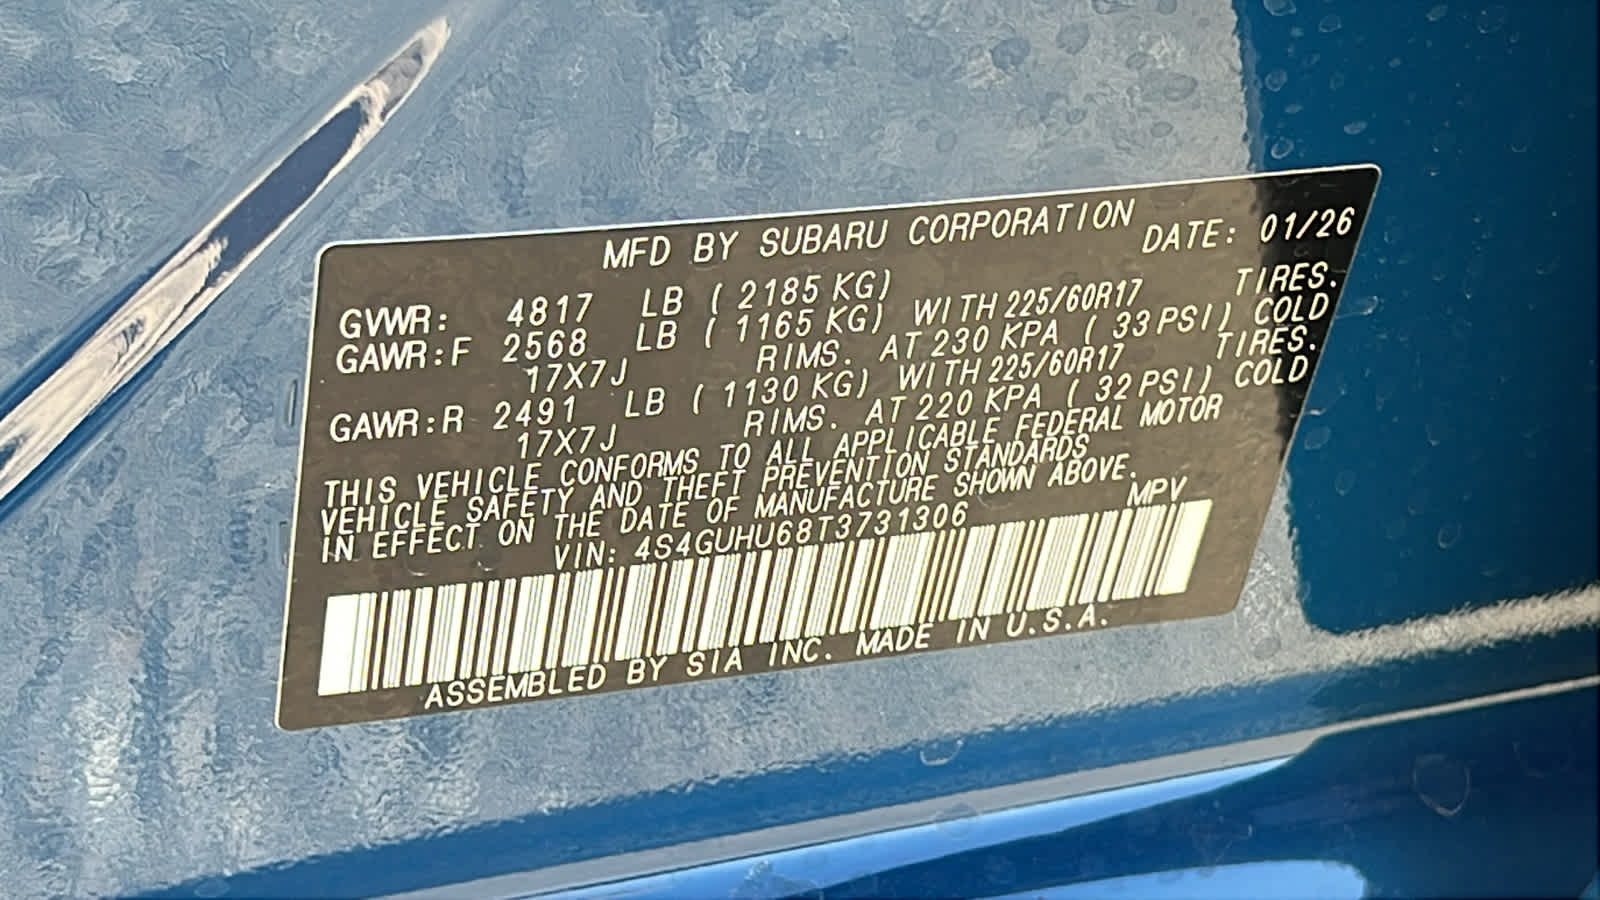 MFD BY SUBARU CORPORATION
DATE: 01/26
GVWR: 4817 LB ( 2185 KG)
GAWR:F 2568 LB ( 1165 KG) WITH 225/60R17 TIRES.
17X7J RIMS. AT 230 KPA ( 33 PSI) COLD
GAWR:R 2491 LB ( 1130 KG) WITH 225/60R17 TIRES.
17X7J RIMS. AT 220 KPA ( 32 PSI) COLD
THIS VEHICLE CONFORMS TO ALL APPLICABLE FEDERAL MOTOR
VEHICLE SAFETY AND THEFT PREVENTION STANDARDS
IN EFFECT ON THE DATE OF MANUFACTURE SHOWN ABOVE.
VIN: 4S4GUHU68T3731306 MPV
ASSEMBLED BY SIA INC. MADE IN U.S.A.